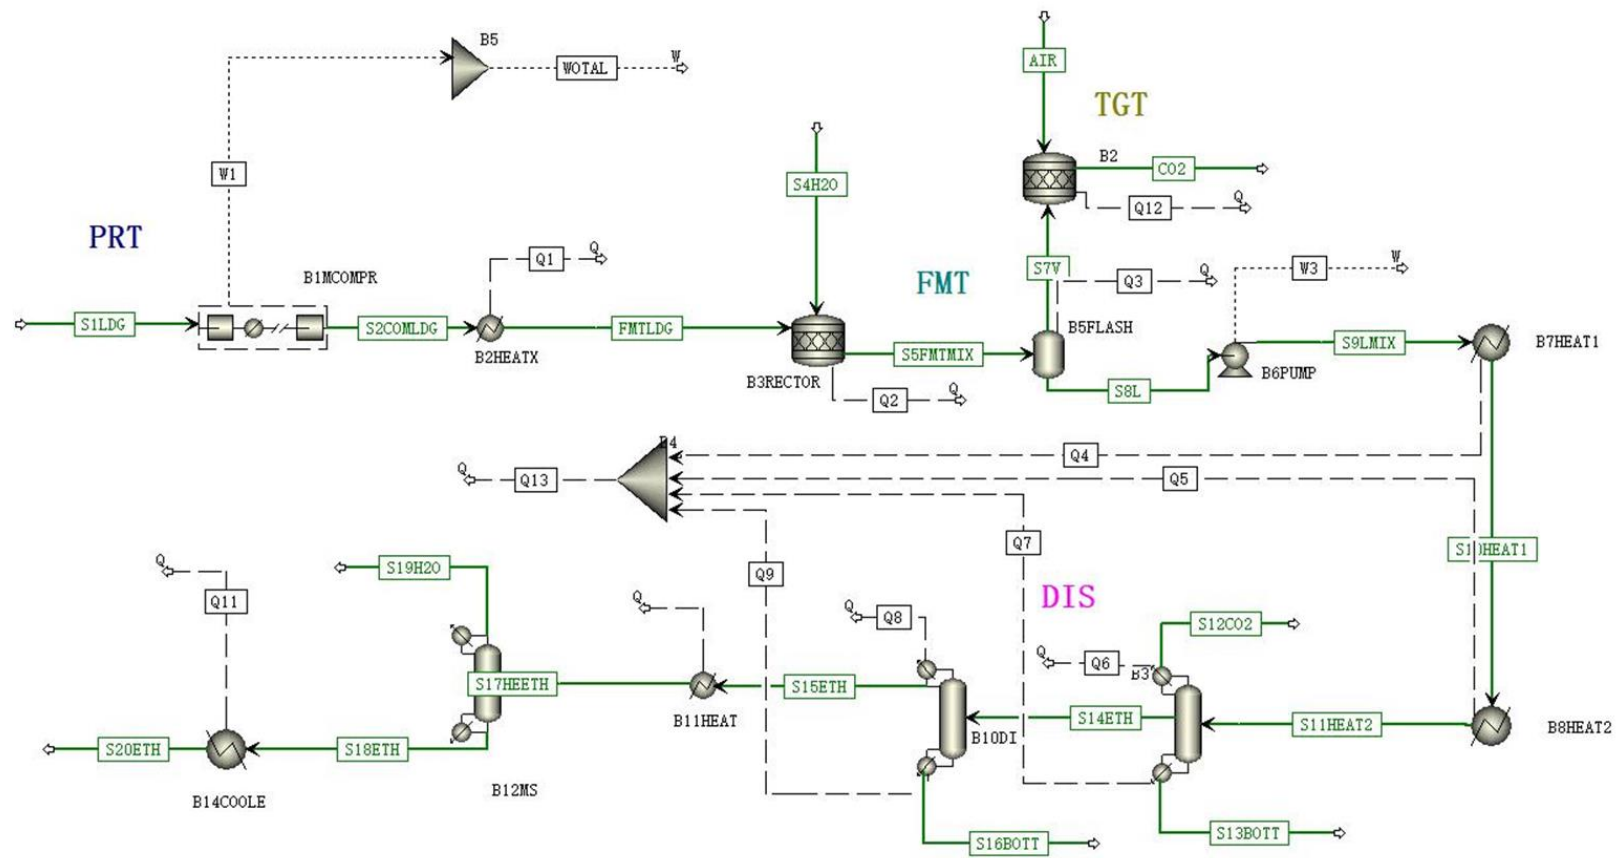 B5
WOTAL
W
AIR
TGT
B2
CO2
Q12
Q
W1
S4H2O
PRT
B1MCOMPR
Q1
Q
FMT
S7V
Q3
Q
W3
W
S1LDG
S2COMLDG
B2HEATX
FMTLDG
B3RECTOR
S5FMTMIX
B5FLASH
S9LMIX
B7HEAT1
B6PUMP
Q2
Q
S8L
B4
Q4
Q13
Q
Q5
Q7
Q9
DIS
Q
S19H2O
Q11
Q
Q
Q8
S12CO2
Q
Q6
B3
S17HEETH
S15ETH
S14ETH
S11HEAT2
B11HEAT
B10DI
B8HEAT2
S20ETH
S18ETH
B14COOLE
B12MS
S16BOTT
S13BOTT